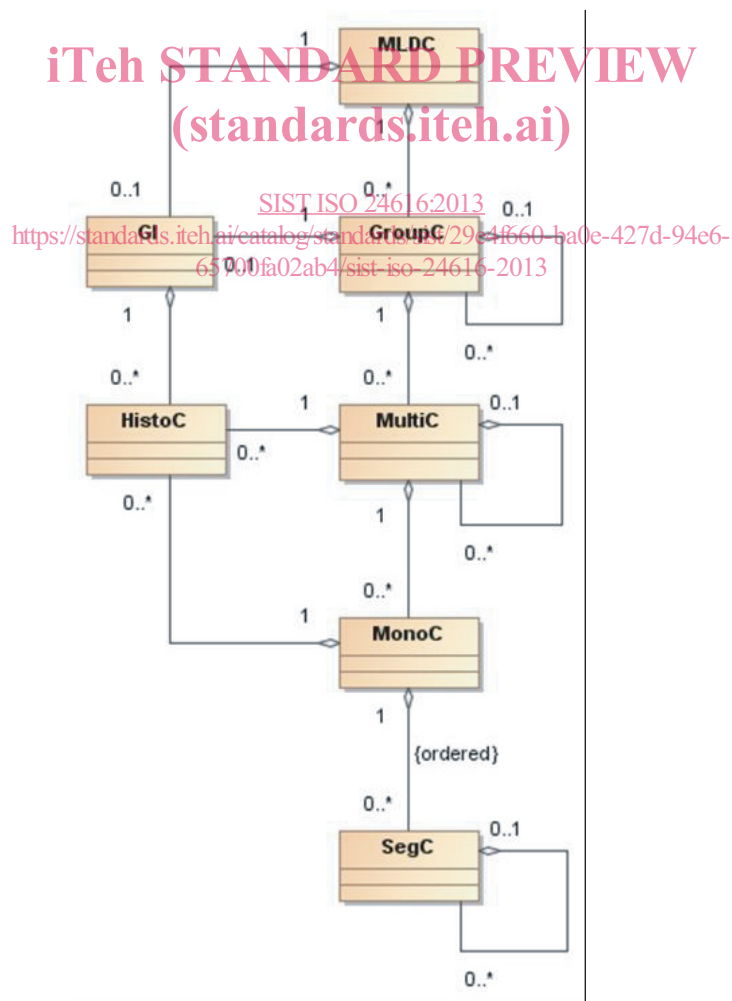 1
MLDC
iTeh STANDARD PREVIEW
(standards.iteh.ai)
1
0..1
0..*
SIST ISO 24616:2013
1
0..1
GI
GroupC
https://standards.iteh.ai/catalog/standards/sist/29e4f660-ba0e-427d-94e6-
0..1
65700fa02ab4/sist-iso-24616-2013
1
1
0..*
0..*
0..*
1
0..1
HistoC
MultiC
0..*
0..*
1
0..*
0..*
1
MonoC
1
{ordered}
0..*
0..1
SegC
0..*